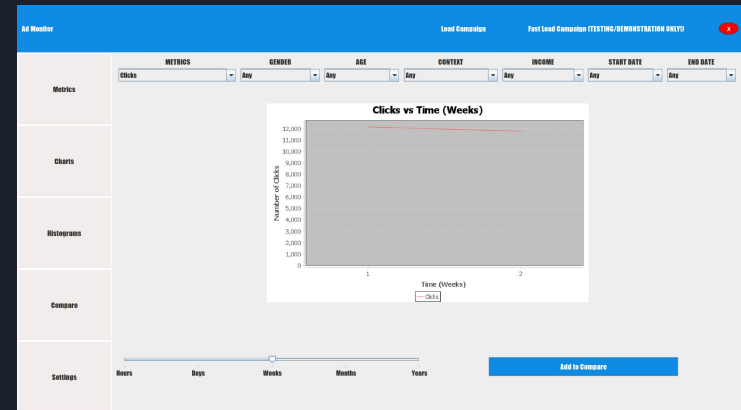 Ad Monitor
Load Campaign
Fast Load Campaign (TESTING/DEMONSTRATION ONLY!)
X
Metrics
Charts
Histograms
Compare
Settings
METRICS GENDER AGE CONTEXT INCOME START DATE END DATE
Clicks Any Any Any Any Any Any
Clicks vs Time (Weeks)
Number of Clicks
12,000
11,000
10,000
9,000
8,000
7,000
6,000
5,000
4,000
3,000
2,000
1,000
0
1 2
Time (Weeks)
Clicks
Hours Days Weeks Months Years
Add to Compare